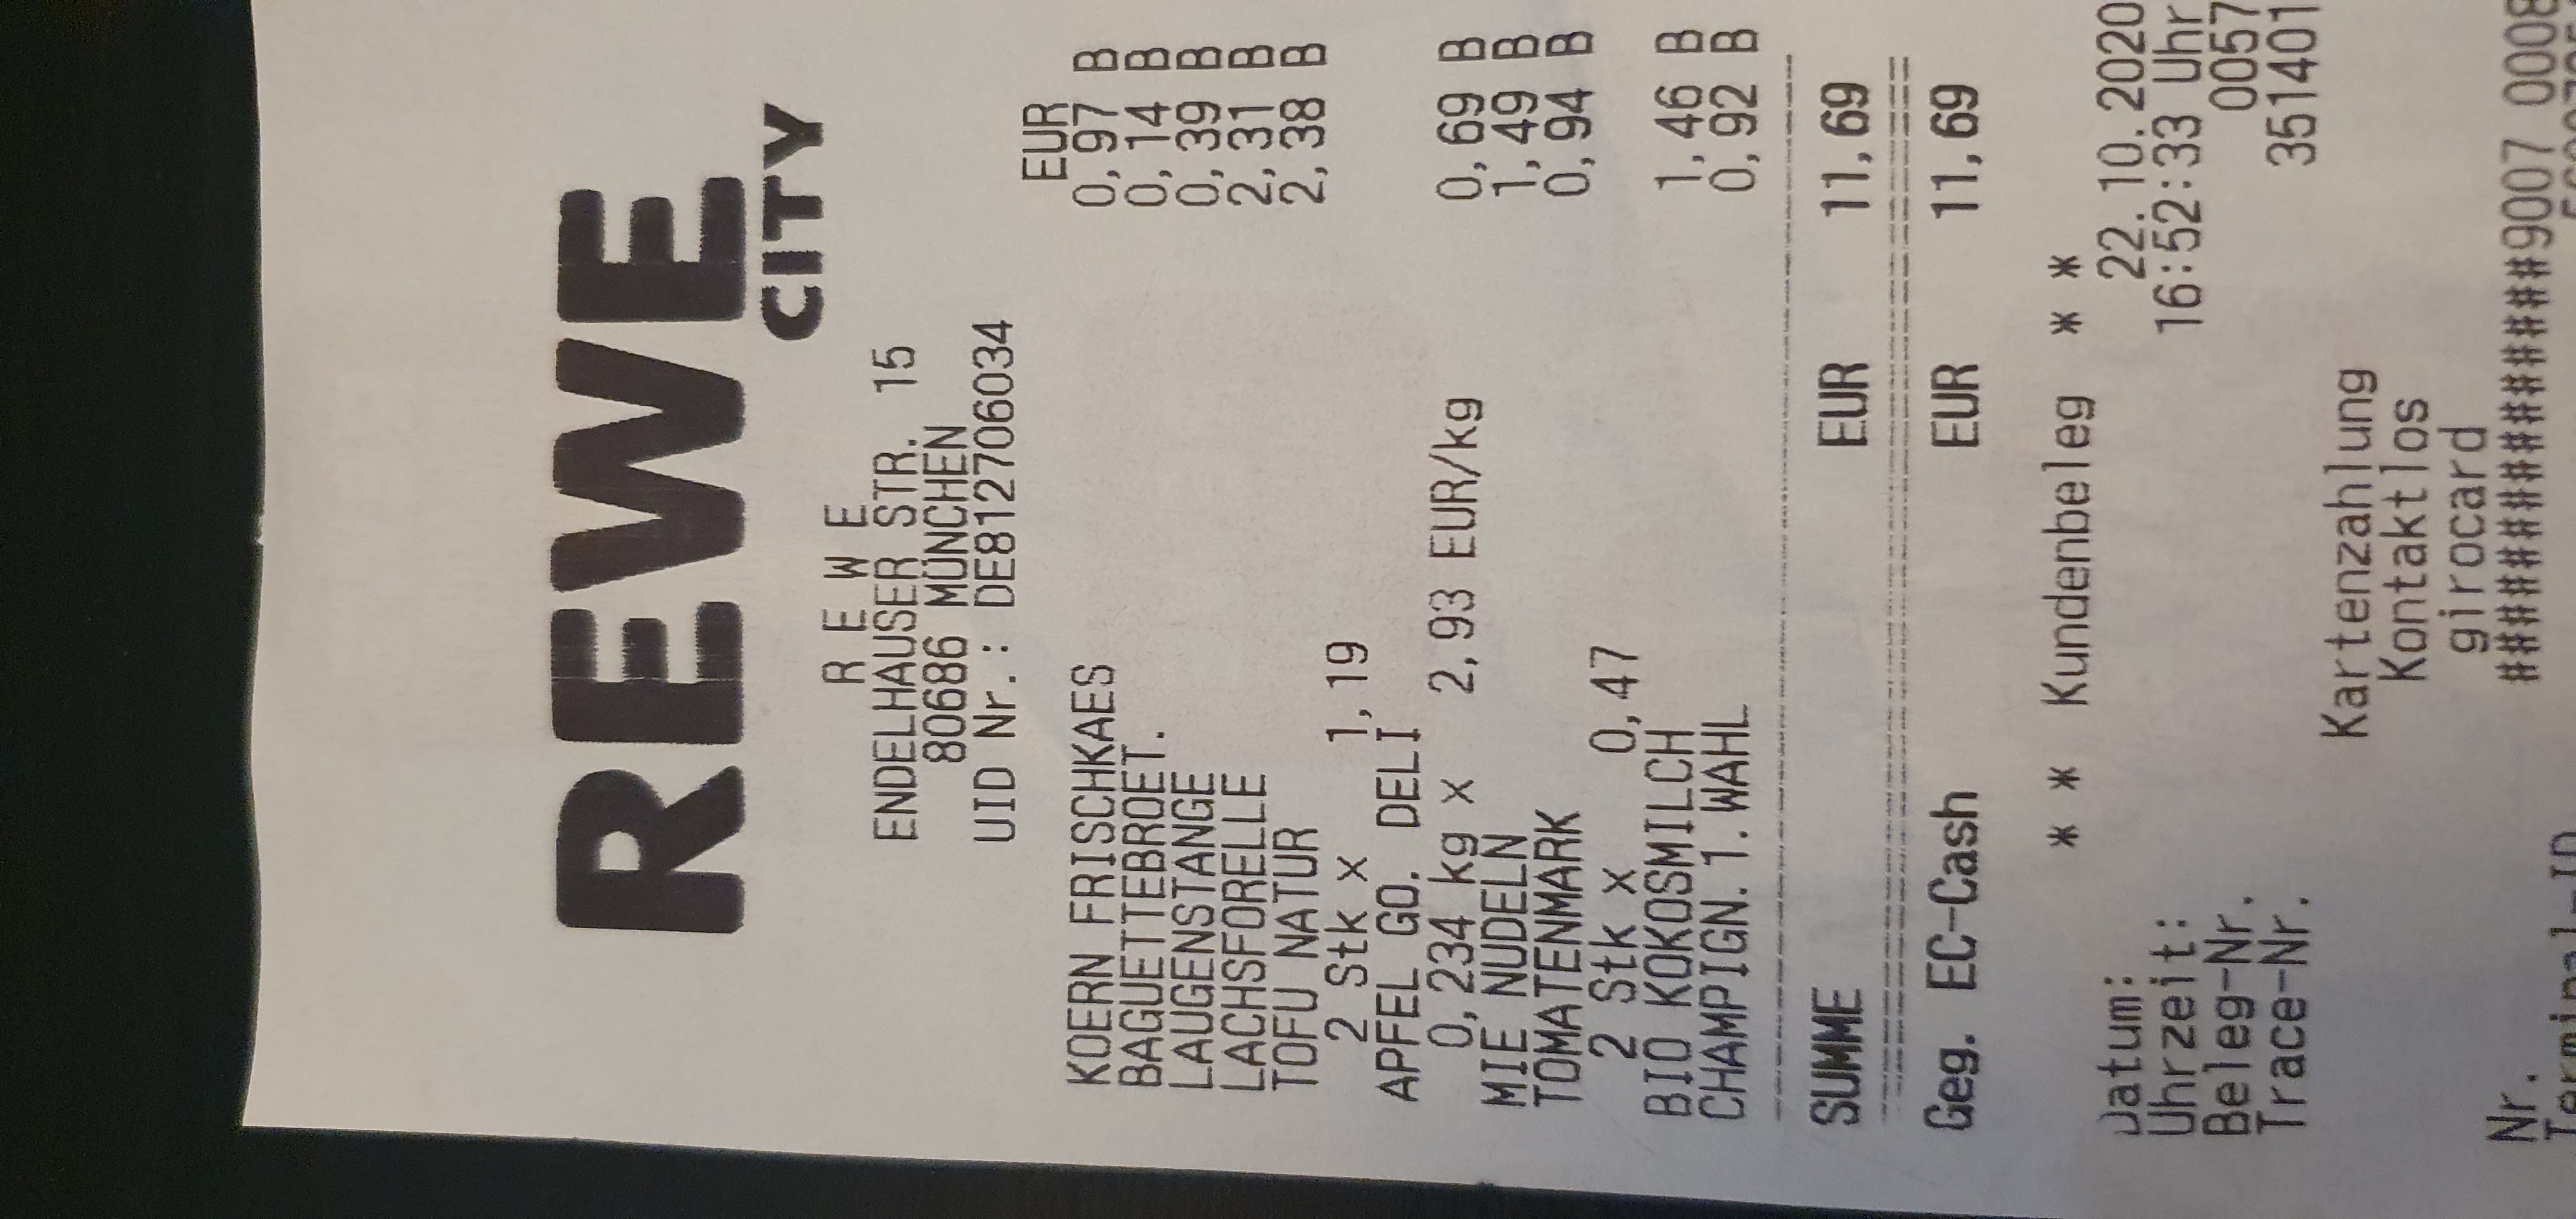 REWE
CITY
R E W E
ENDELHAUSER STR. 15
80686 MÜNCHEN
UID Nr.: DE812706034
EUR
KOERN FRISCHKAES 0,97 B
BAGUETTEBROET. 0,14 B
LAUGENSTANGE 0,39 B
LACHSFORELLE 2,31 B
TOFU NATUR 2,38 B
2 Stk x 1,19
APFEL GO. DELI
0,234 kg x 2,93 EUR/kg 0,69 B
MIE NUDELN 1,49 B
TOMATENMARK 0,94 B
2 Stk x 0,47
BIO KOKOSMILCH 1,46 B
CHAMPIGN. 1. WAHL 0,92 B
SUMME EUR 11,69
Geg. EC-Cash EUR 11,69
* * Kundenbeleg * *
Datum: 22.10.2020
Uhrzeit: 16:52:33 Uhr
Beleg-Nr. 0057
Trace-Nr. 351401
Kartenzahlung
Kontaktlos
girocard
Nr. ################9007 0008
Terminal-ID